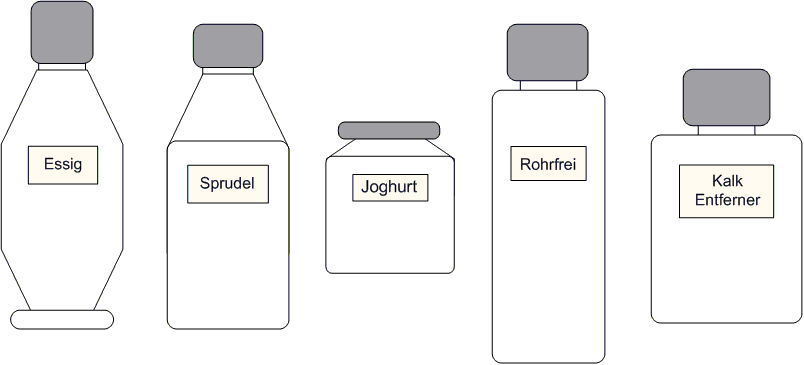 Essig
Sprudel
Joghurt
Rohrfrei
Kalk
Entferner